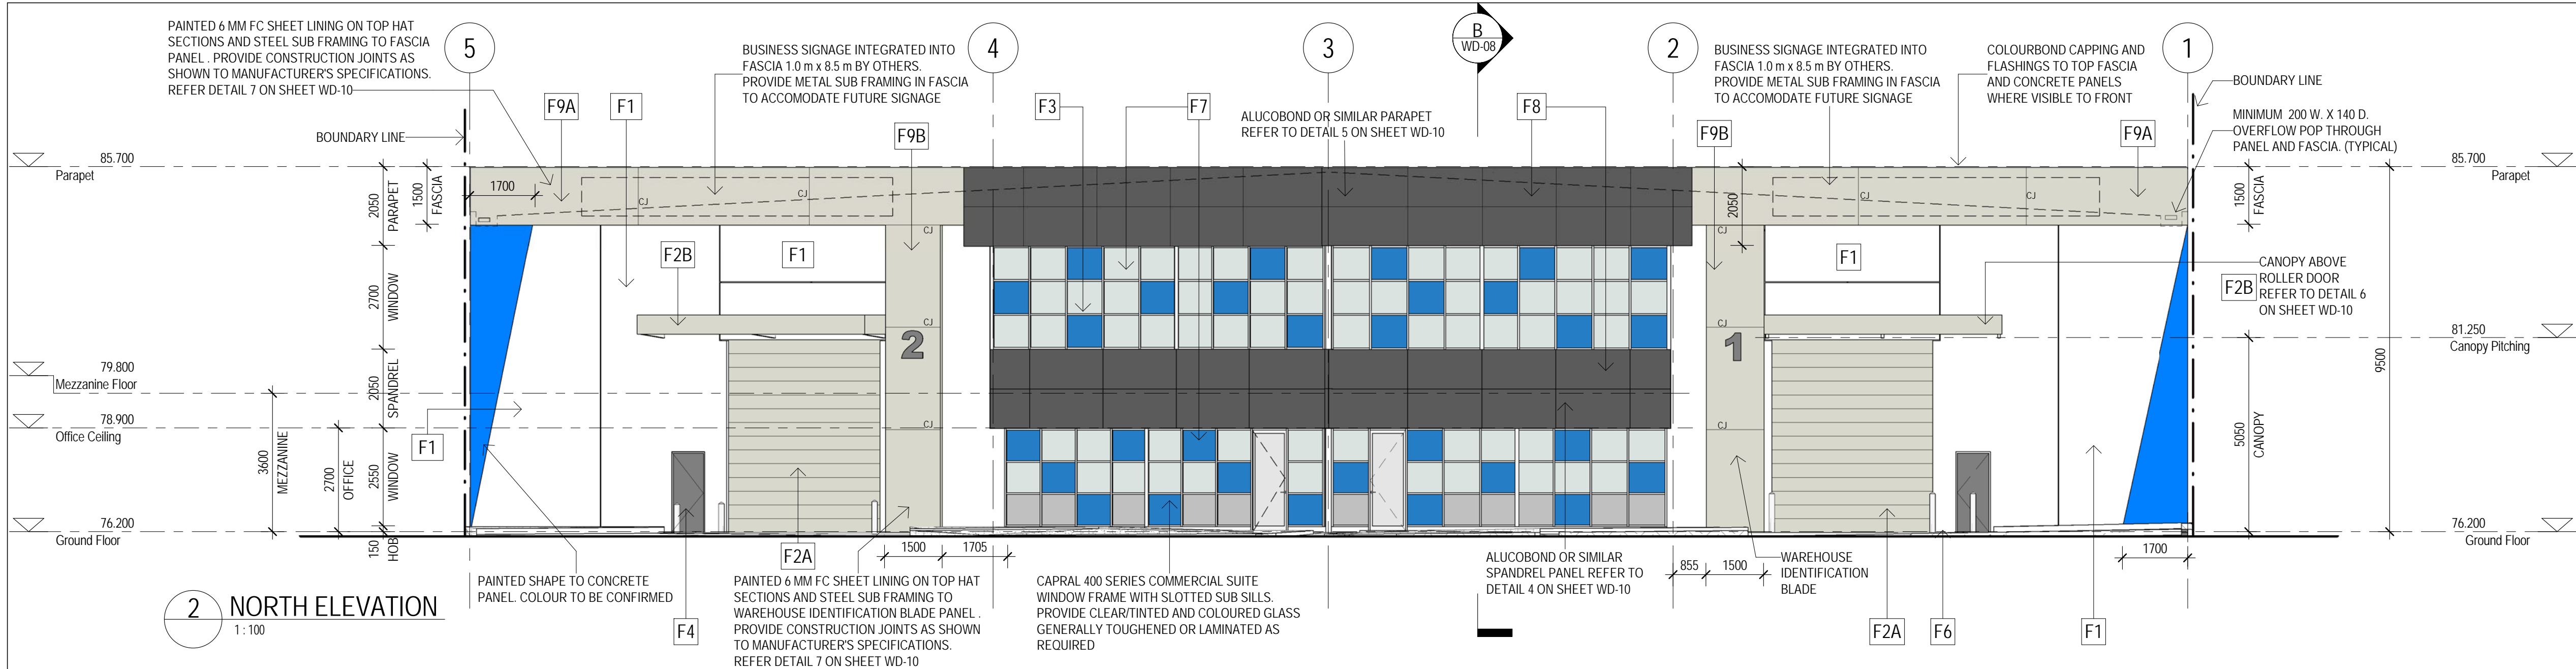 PAINTED 6 MM FC SHEET LINING ON TOP HAT
SECTIONS AND STEEL SUB FRAMING TO FASCIA
PANEL . PROVIDE CONSTRUCTION JOINTS AS
SHOWN TO MANUFACTURER'S SPECIFICATIONS.
REFER DETAIL 7 ON SHEET WD-10
5
BUSINESS SIGNAGE INTEGRATED INTO
FASCIA 1.0 m x 8.5 m BY OTHERS.
PROVIDE METAL SUB FRAMING IN FASCIA
TO ACCOMODATE FUTURE SIGNAGE
4
3
B
WD-08
2
BUSINESS SIGNAGE INTEGRATED INTO
FASCIA 1.0 m x 8.5 m BY OTHERS.
PROVIDE METAL SUB FRAMING IN FASCIA
TO ACCOMODATE FUTURE SIGNAGE
COLOURBOND CAPPING AND
FLASHINGS TO TOP FASCIA
AND CONCRETE PANELS
WHERE VISIBLE TO FRONT
1
BOUNDARY LINE
MINIMUM 200 W. X 140 D.
OVERFLOW POP THROUGH
PANEL AND FASCIA. (TYPICAL)
BOUNDARY LINE
F9A
F1
F9B
F3
F7
ALUCOBOND OR SIMILAR PARAPET
REFER TO DETAIL 5 ON SHEET WD-10
F8
F9B
F9A
85.700
Parapet
85.700
Parapet
1700
2050
PARAPET
1500
FASCIA
CJ
CJ
CJ
2050
CJ
CJ
1500
FASCIA
F2B
F1
CJ
F1
CANOPY ABOVE
ROLLER DOOR
REFER TO DETAIL 6
ON SHEET WD-10
F2B
2700
WINDOW
CJ
2
CJ
1
81.250
Canopy Pitching
9500
79.800
Mezzanine Floor
2050
SPANDREL
78.900
Office Ceiling
F1
CJ
CJ
3600
MEZZANINE
2700
OFFICE
2550
WINDOW
5050
CANOPY
76.200
Ground Floor
150
HOB
76.200
Ground Floor
F2A
1500
1705
855
1500
1700
PAINTED SHAPE TO CONCRETE
PANEL. COLOUR TO BE CONFIRMED
PAINTED 6 MM FC SHEET LINING ON TOP HAT
SECTIONS AND STEEL SUB FRAMING TO
WAREHOUSE IDENTIFICATION BLADE PANEL .
PROVIDE CONSTRUCTION JOINTS AS SHOWN
TO MANUFACTURER'S SPECIFICATIONS.
REFER DETAIL 7 ON SHEET WD-10
CAPRAL 400 SERIES COMMERCIAL SUITE
WINDOW FRAME WITH SLOTTED SUB SILLS.
PROVIDE CLEAR/TINTED AND COLOURED GLASS
GENERALLY TOUGHENED OR LAMINATED AS
REQUIRED
ALUCOBOND OR SIMILAR
SPANDREL PANEL REFER TO
DETAIL 4 ON SHEET WD-10
WAREHOUSE
IDENTIFICATION
BLADE
F4
F2A
F6
F1
2
NORTH ELEVATION
1 : 100